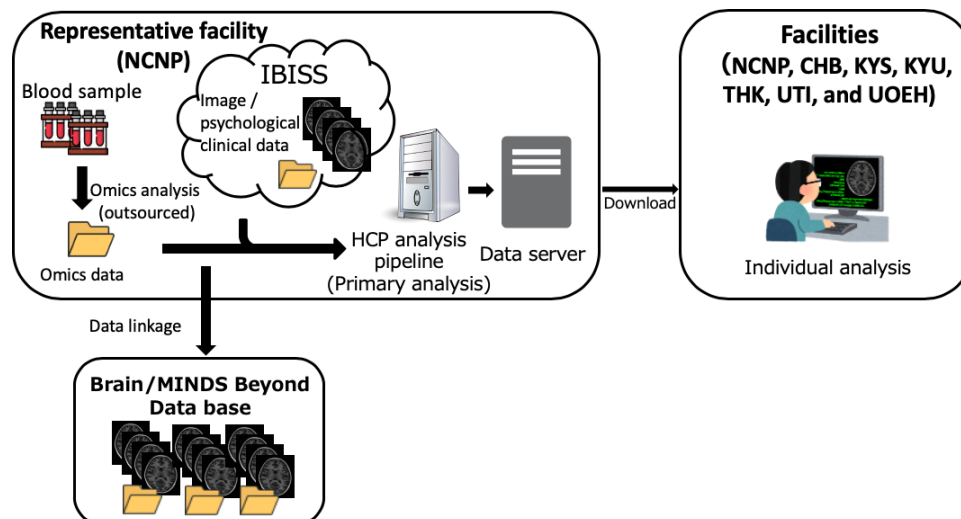 Representative facility
(NCNP)
IBISS
Blood sample
Image /
psychological
clinical data
Omics analysis
(outsourced)
Omics data
HCP analysis
pipeline
(Primary analysis)
Data server
Download
Facilities
(NCNP, CHB, KYS, KYU,
THK, UTI, and UOEH)
Individual analysis
Data linkage
Brain/MINDS Beyond
Data base